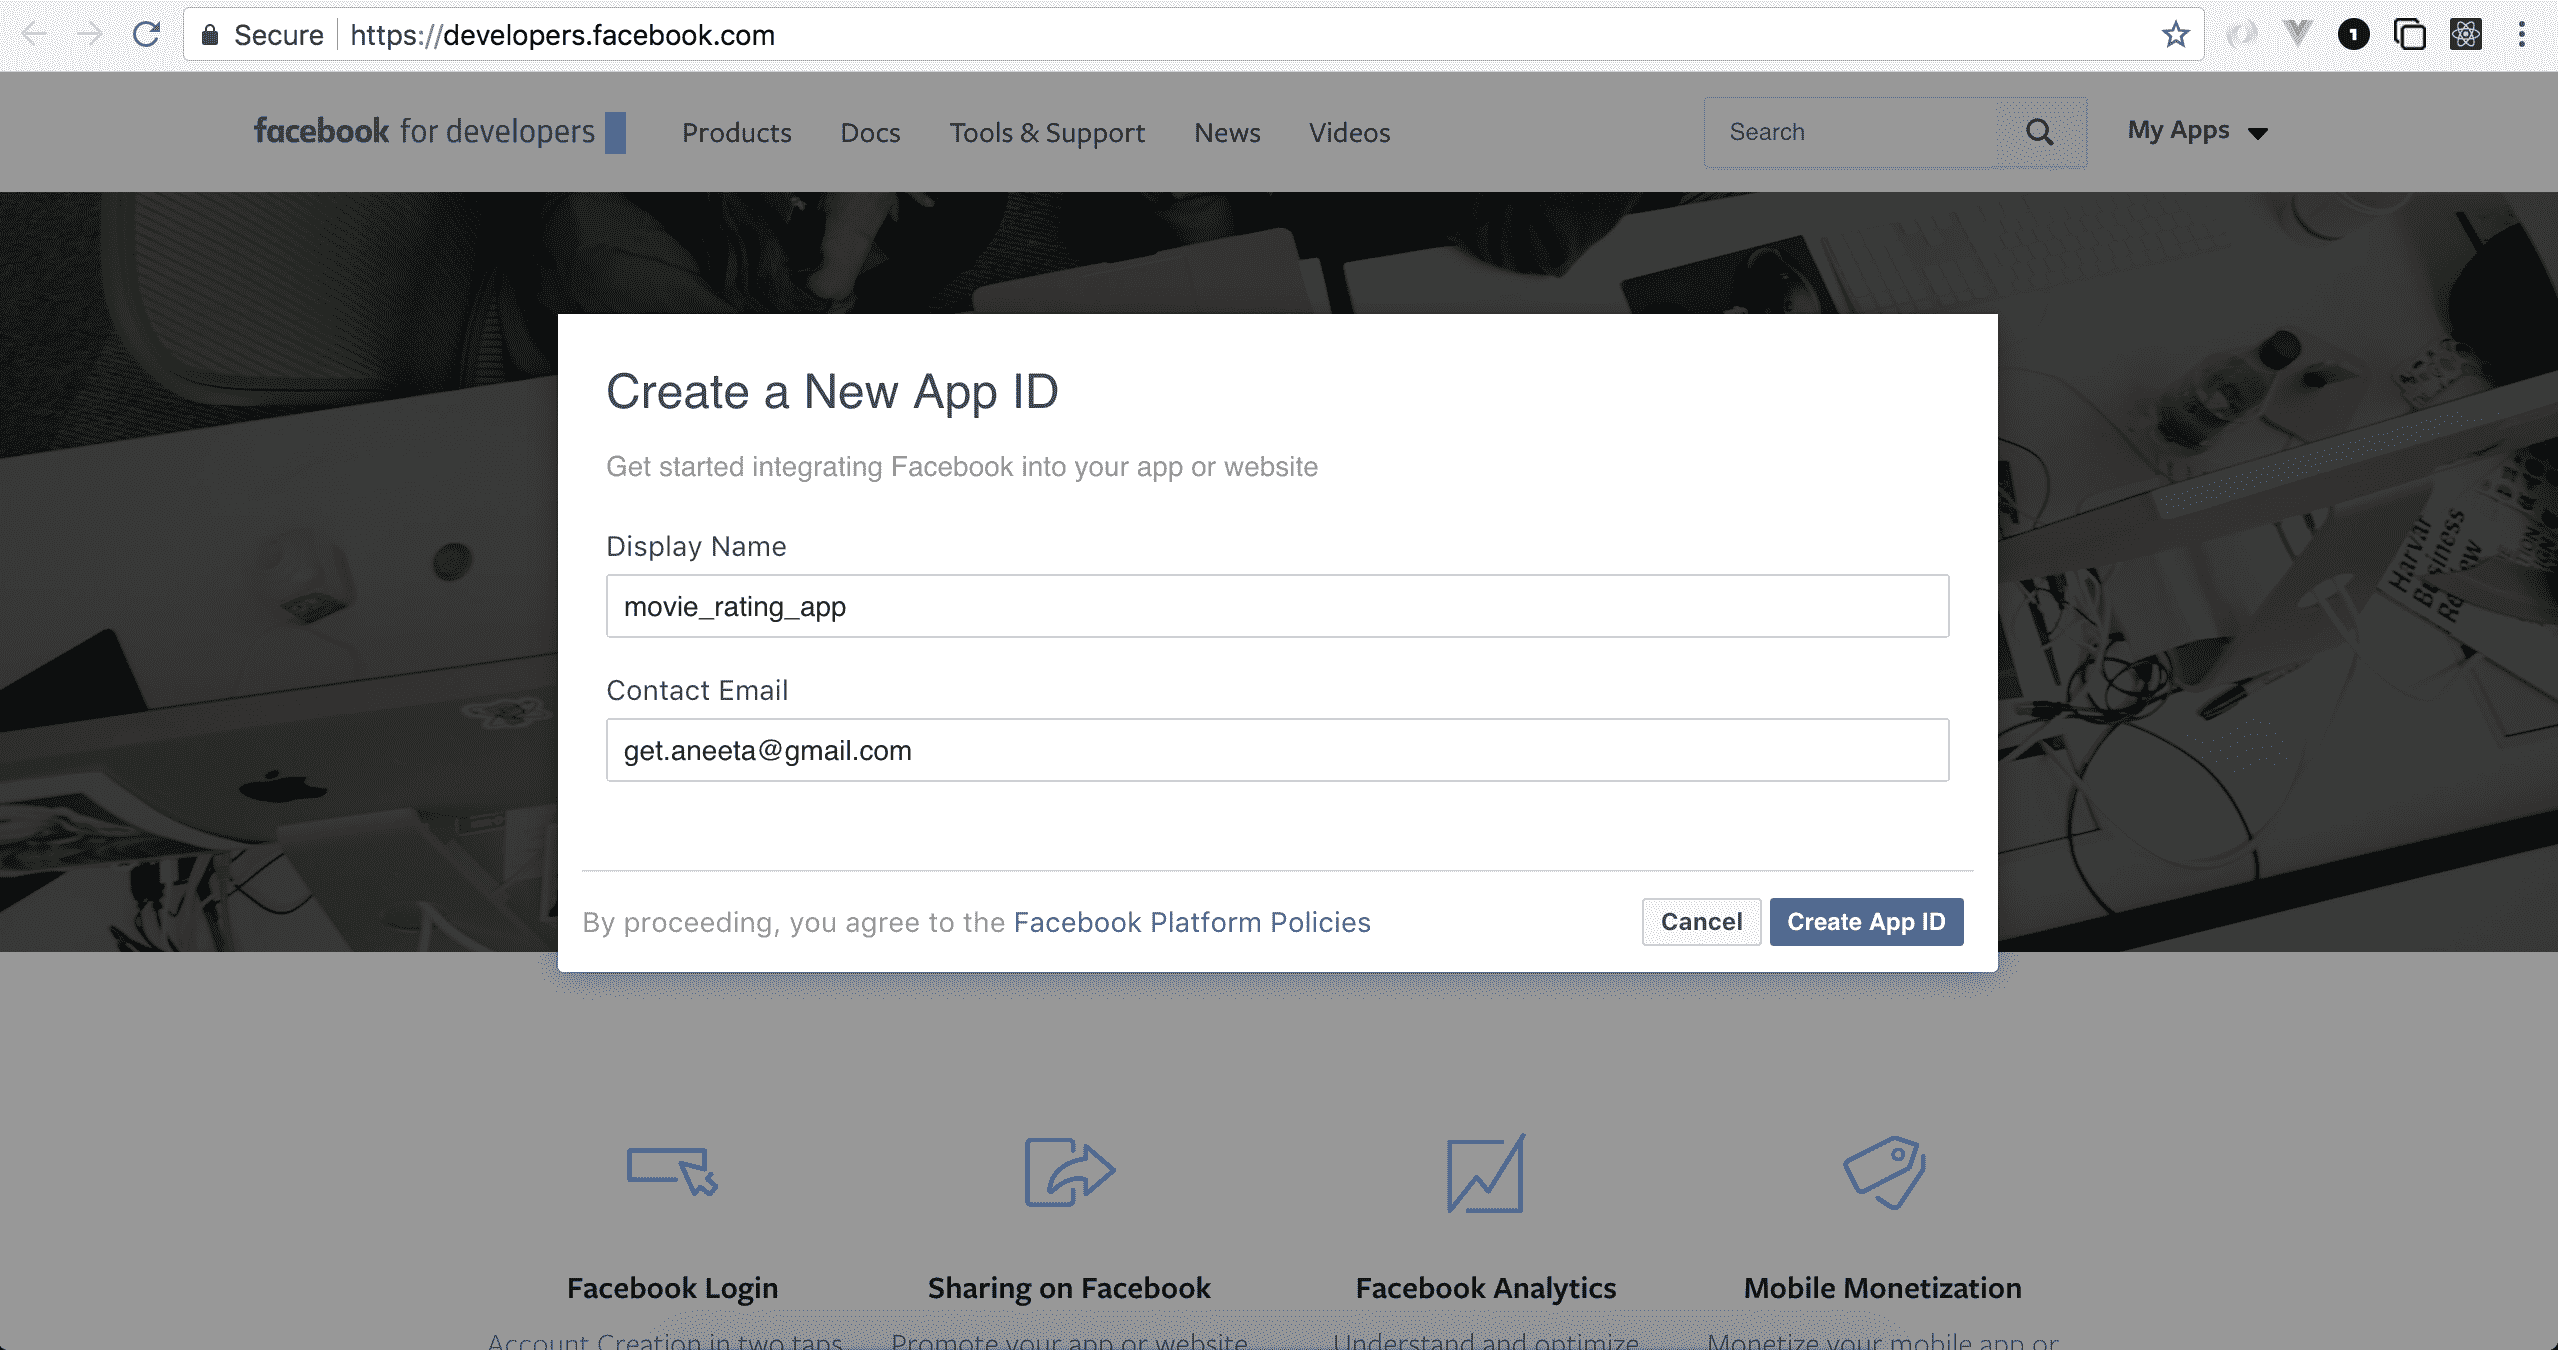 Secure https://developers.facebook.com 1
facebook for developers Products Docs Tools & Support News Videos Search My Apps
Create a New App ID
Get started integrating Facebook into your app or website
Display Name
movie_rating_app
Contact Email
get.aneeta@gmail.com
By proceeding, you agree to the Facebook Platform Policies Cancel Create App ID
Harvar
Business
Facebook Login Sharing on Facebook Facebook Analytics Mobile Monetization
Account Creation in two taps Promote your app or website Understand and optimize Monetize your mobile app or